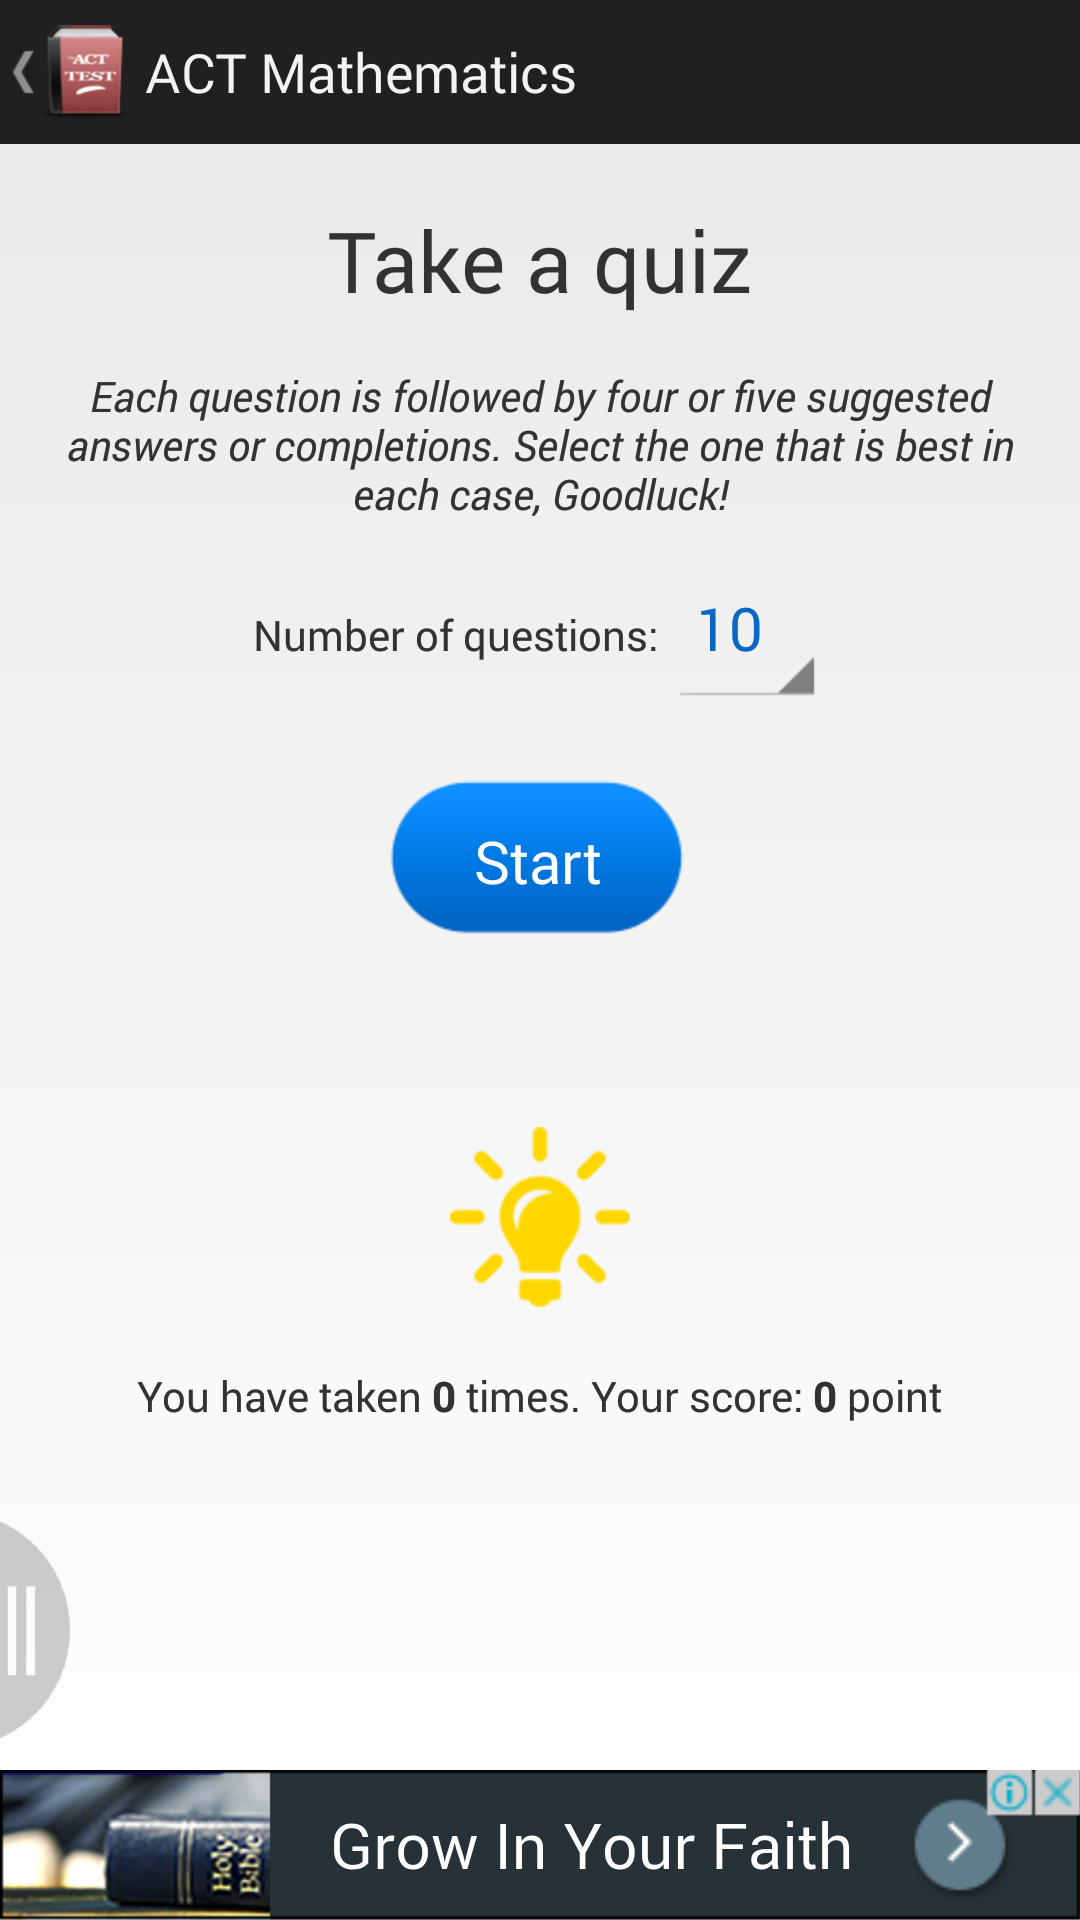 ACT
TEST
ACT Mathematics
Take a quiz
Each question is followed by four or five suggested
answers or completions. Select the one that is best in
each case, Goodluck!
Number of questions: 10
Start
You have taken 0 times. Your score: 0 point
Holy
Bible
Grow In Your Faith